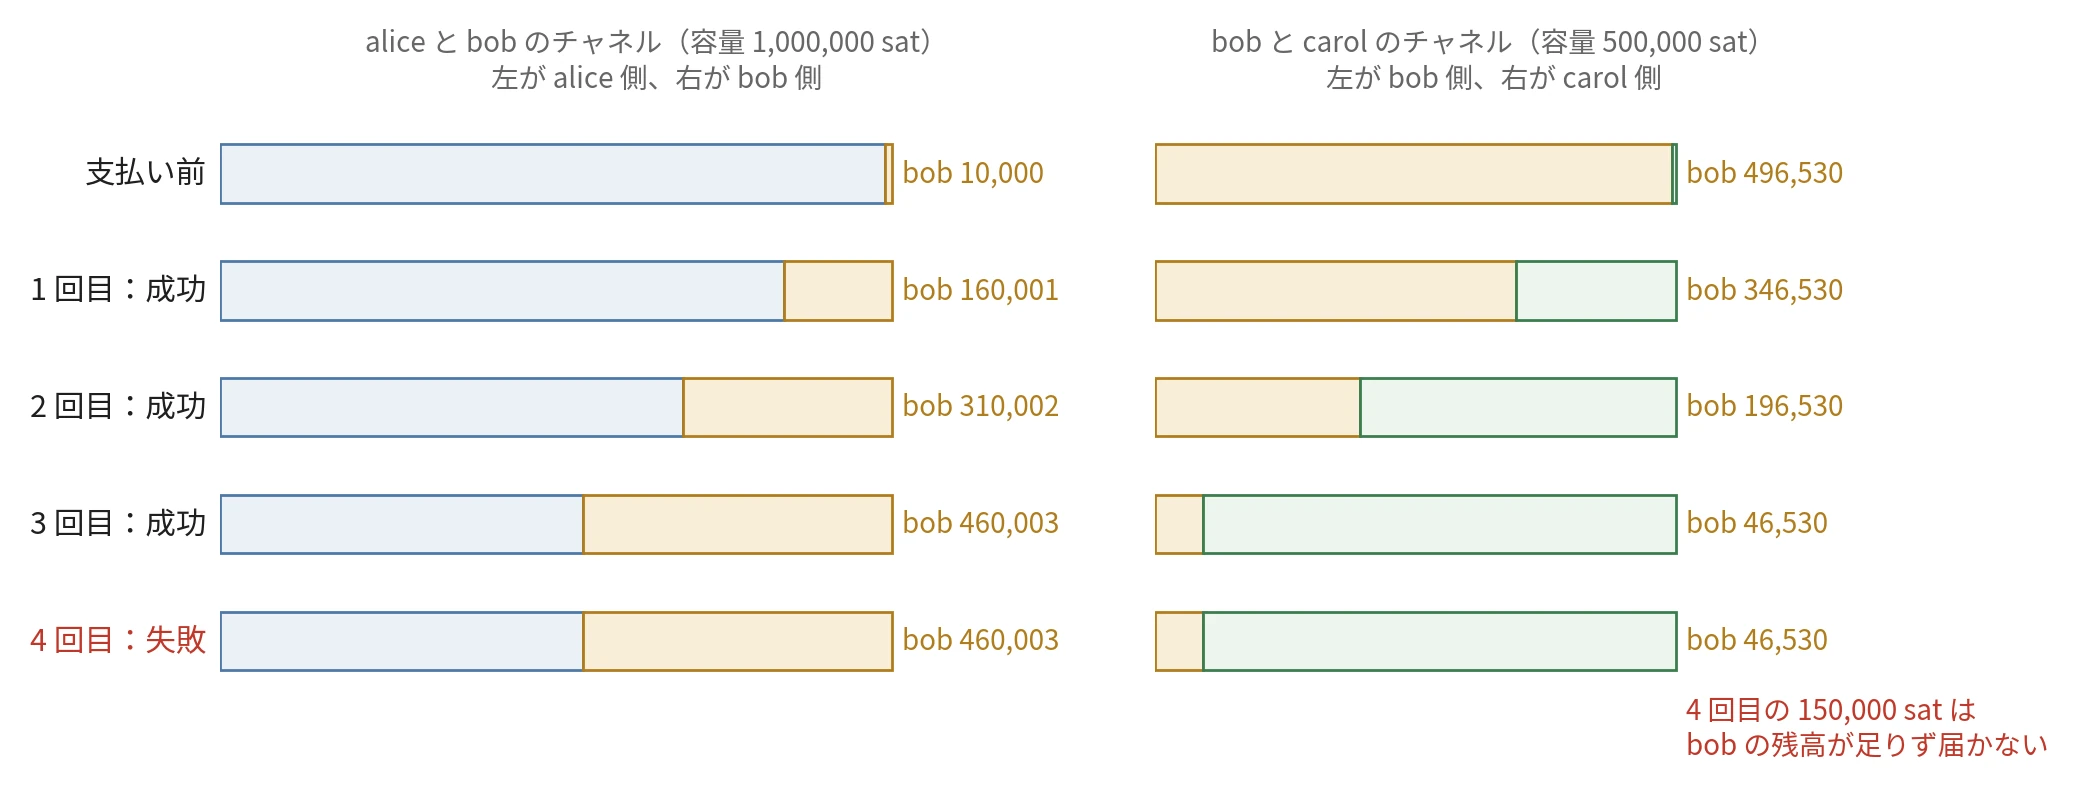 alice と bob のチャネル（容量 1,000,000 sat）
左が alice 側、右が bob 側
bob と carol のチャネル（容量 500,000 sat）
左が bob 側、右が carol 側
支払い前
bob 10,000
bob 496,530
1 回目：成功
bob 160,001
bob 346,530
2 回目：成功
bob 310,002
bob 196,530
3 回目：成功
bob 460,003
bob 46,530
4 回目：失敗
bob 460,003
bob 46,530
4 回目の 150,000 sat は
bob の残高が足りず届かない